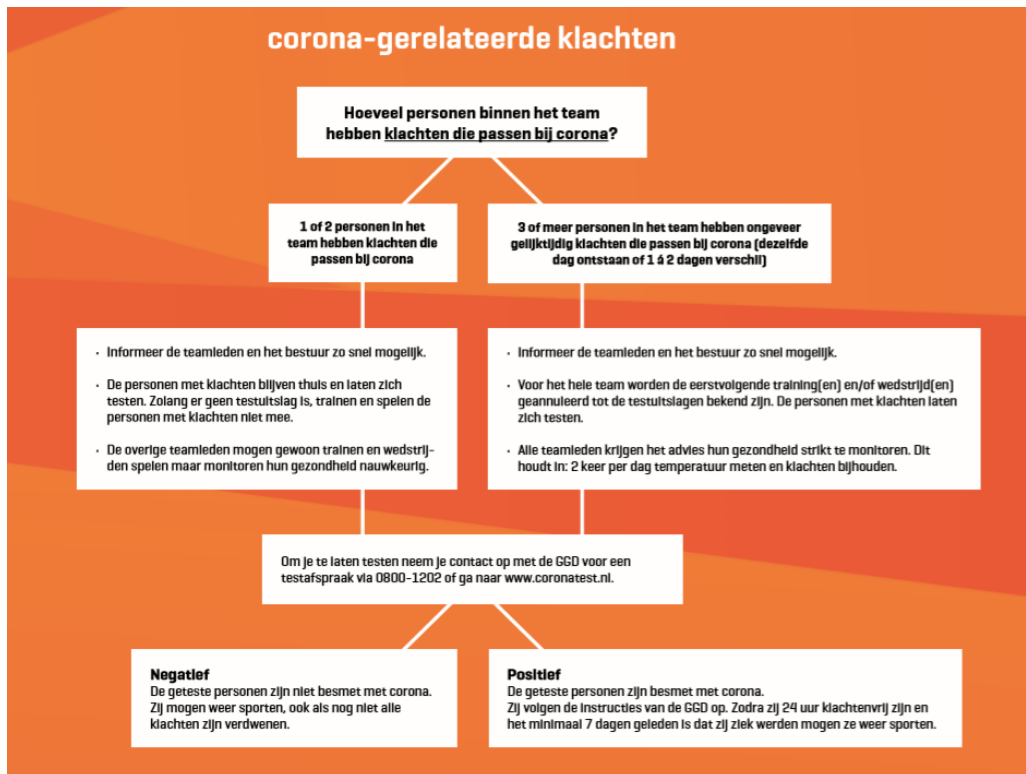 corona-gerelateerde klachten
Hoeveel personen binnen het team
hebben klachten die passen bij corona?
1 of 2 personen in het
team hebben klachten die
passen bij corona
3 of meer personen in het team hebben ongeveer
gelijktijdig klachten die passen bij corona (dezelfde
dag ontstaan of 1 á 2 dagen verschil)
· Informeer de teamleden en het bestuur zo snel mogelijk.
· De personen met klachten blijven thuis en laten zich
testen. Zolang er geen testuitslag is, trainen en spelen de
personen met klachten niet mee.
· De overige teamleden mogen gewoon trainen en wedstrij-
den spelen maar monitoren hun gezondheid nauwkeurig.
· Informeer de teamleden en het bestuur zo snel mogelijk.
· Voor het hele team worden de eerstvolgende training(en) en/of wedstrijd(en)
geannuleerd tot de testuitslagen bekend zijn. De personen met klachten laten
zich testen.
· Alle teamleden krijgen het advies hun gezondheid strikt te monitoren. Dit
houdt in: 2 keer per dag temperatuur meten en klachten bijhouden.
Om je te laten testen neem je contact op met de GGD voor een
testafspraak via 0800-1202 of ga naar www.coronatest.nl.
Negatief
De geteste personen zijn niet besmet met corona.
Zij mogen weer sporten, ook als nog niet alle
klachten zijn verdwenen.
Positief
De geteste personen zijn besmet met corona.
Zij volgen de instructies van de GGD op. Zodra zij 24 uur klachtenvrij zijn en
het minimaal 7 dagen geleden is dat zij ziek werden mogen ze weer sporten.